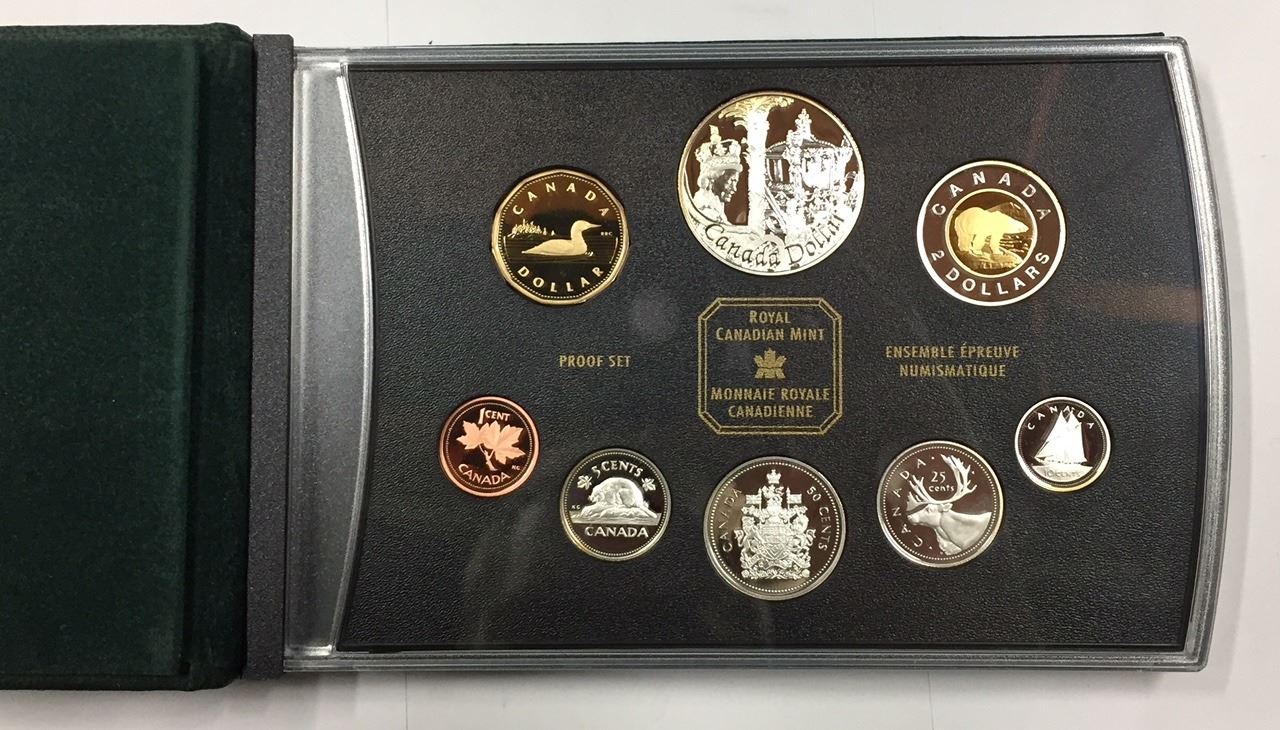 Canada Dollar
CANADA
DOLLAR
CANADA
2 DOLLARS
ROYAL
CANADIAN MINT
MONNAIE ROYALE
CANADIENNE
PROOF SET
ENSEMBLE ÉPREUVE
NUMISMATIQUE
1 CENT
CANADA
5 CENTS
CANADA
CANADA 50 CENTS
CANADA
25
cents
CANADA
10 CENTS